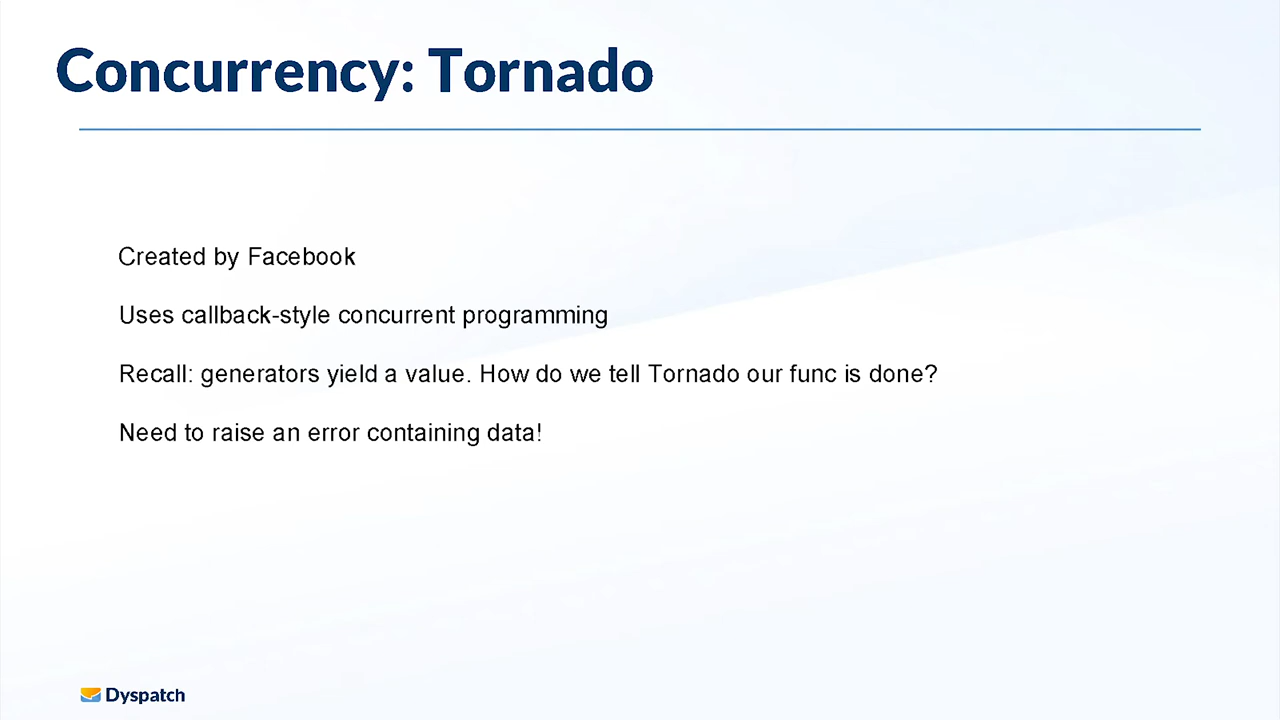 Concurrency: Tornado
Created by Facebook
Uses callback-style concurrent programming
Recall: generators yield a value. How do we tell Tornado our func is done?
Need to raise an error containing data!
Dyspatch